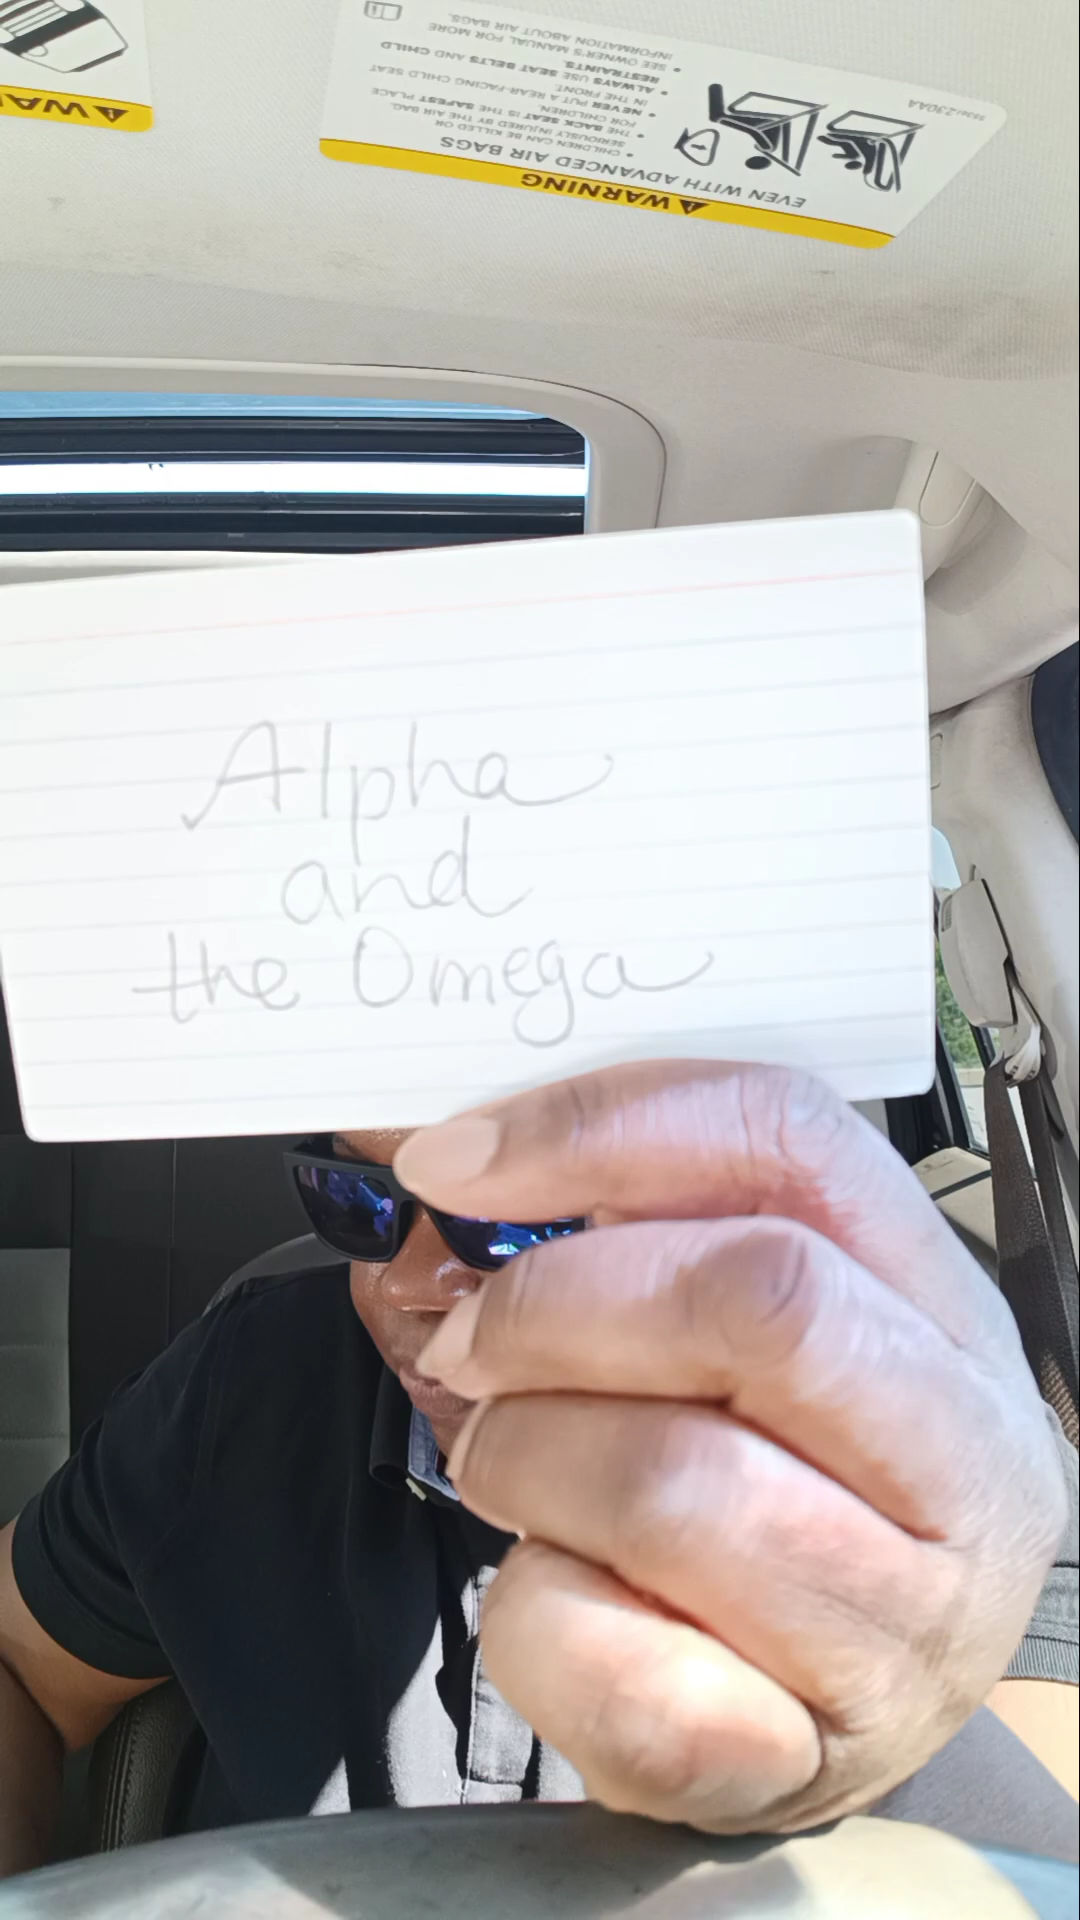 Alpha
and
the Omega
WARNING
EVEN WITH ADVANCED AIR BAGS
• CHILDREN CAN BE KILLED OR
SERIOUSLY INJURED BY THE AIR BAG.
• THE BACK SEAT IS THE SAFEST PLACE
FOR CHILDREN.
• NEVER PUT A REAR-FACING CHILD SEAT
IN THE FRONT.
• ALWAYS USE SEAT BELTS AND CHILD
RESTRAINTS.
• SEE OWNER'S MANUAL FOR MORE
INFORMATION ABOUT AIR BAGS.